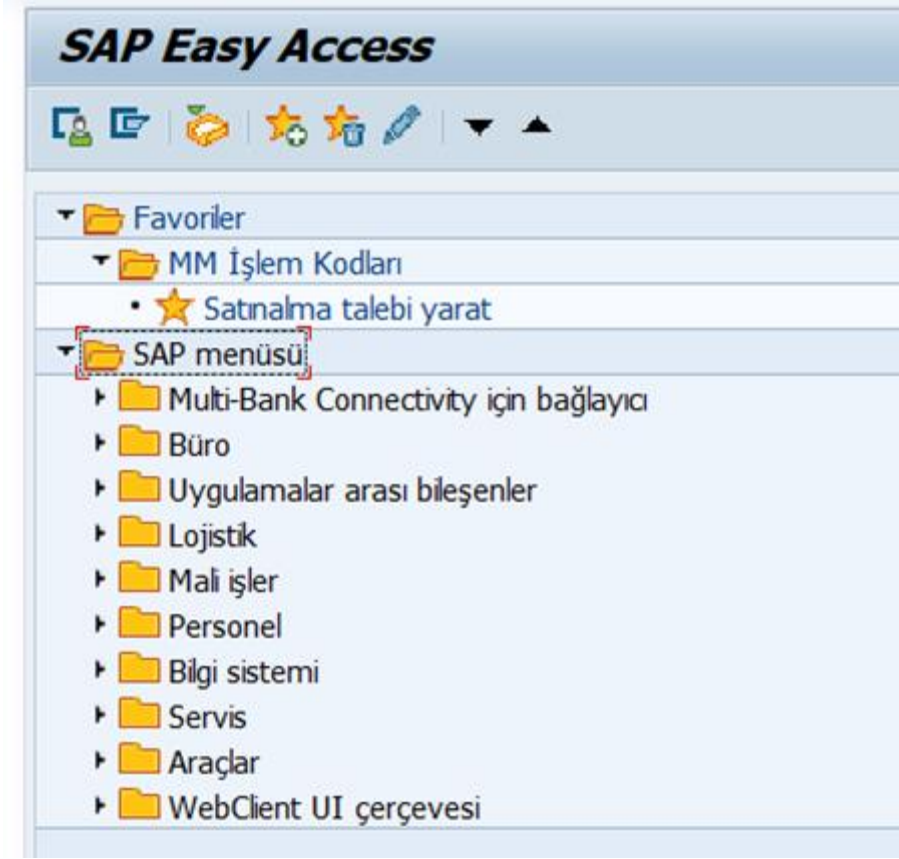 SAP Easy Access
Favoriler
MM İşlem Kodları
Satınalma talebi yarat
SAP menüsü
Multi-Bank Connectivity için bağlayıcı
Büro
Uygulamalar arası bileşenler
Lojistik
Mali işler
Personel
Bilgi sistemi
Servis
Araçlar
WebClient UI çerçevesi